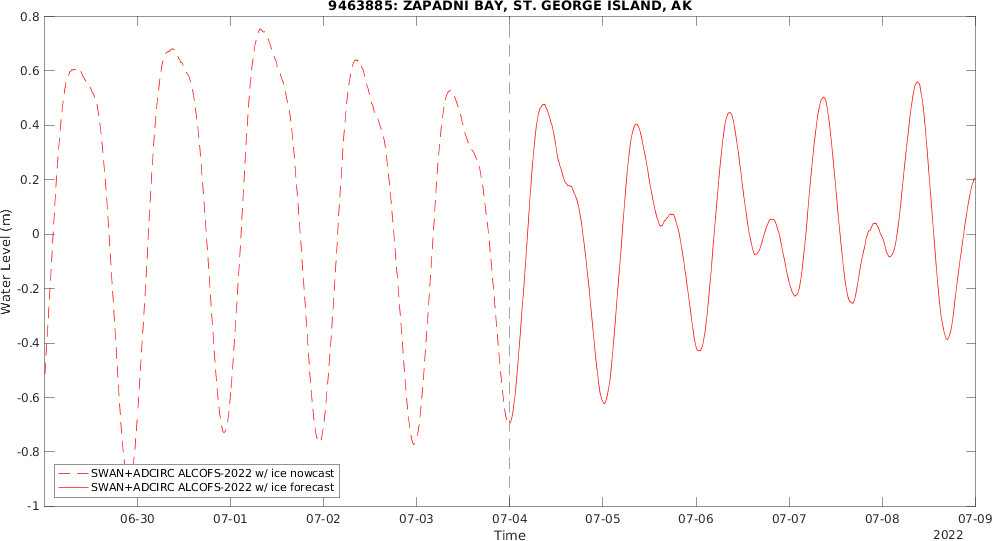 9463885: ZAPADNI BAY, ST. GEORGE ISLAND, AK
0.8
0.6
0.4
0.2
0
-0.2
-0.4
-0.6
-0.8
-1
Water Level (m)
SWAN+ADCIRC ALCOFS-2022 w/ ice nowcast
SWAN+ADCIRC ALCOFS-2022 w/ ice forecast
06-30 07-01 07-02 07-03 07-04 07-05 07-06 07-07 07-08 07-09
Time
2022